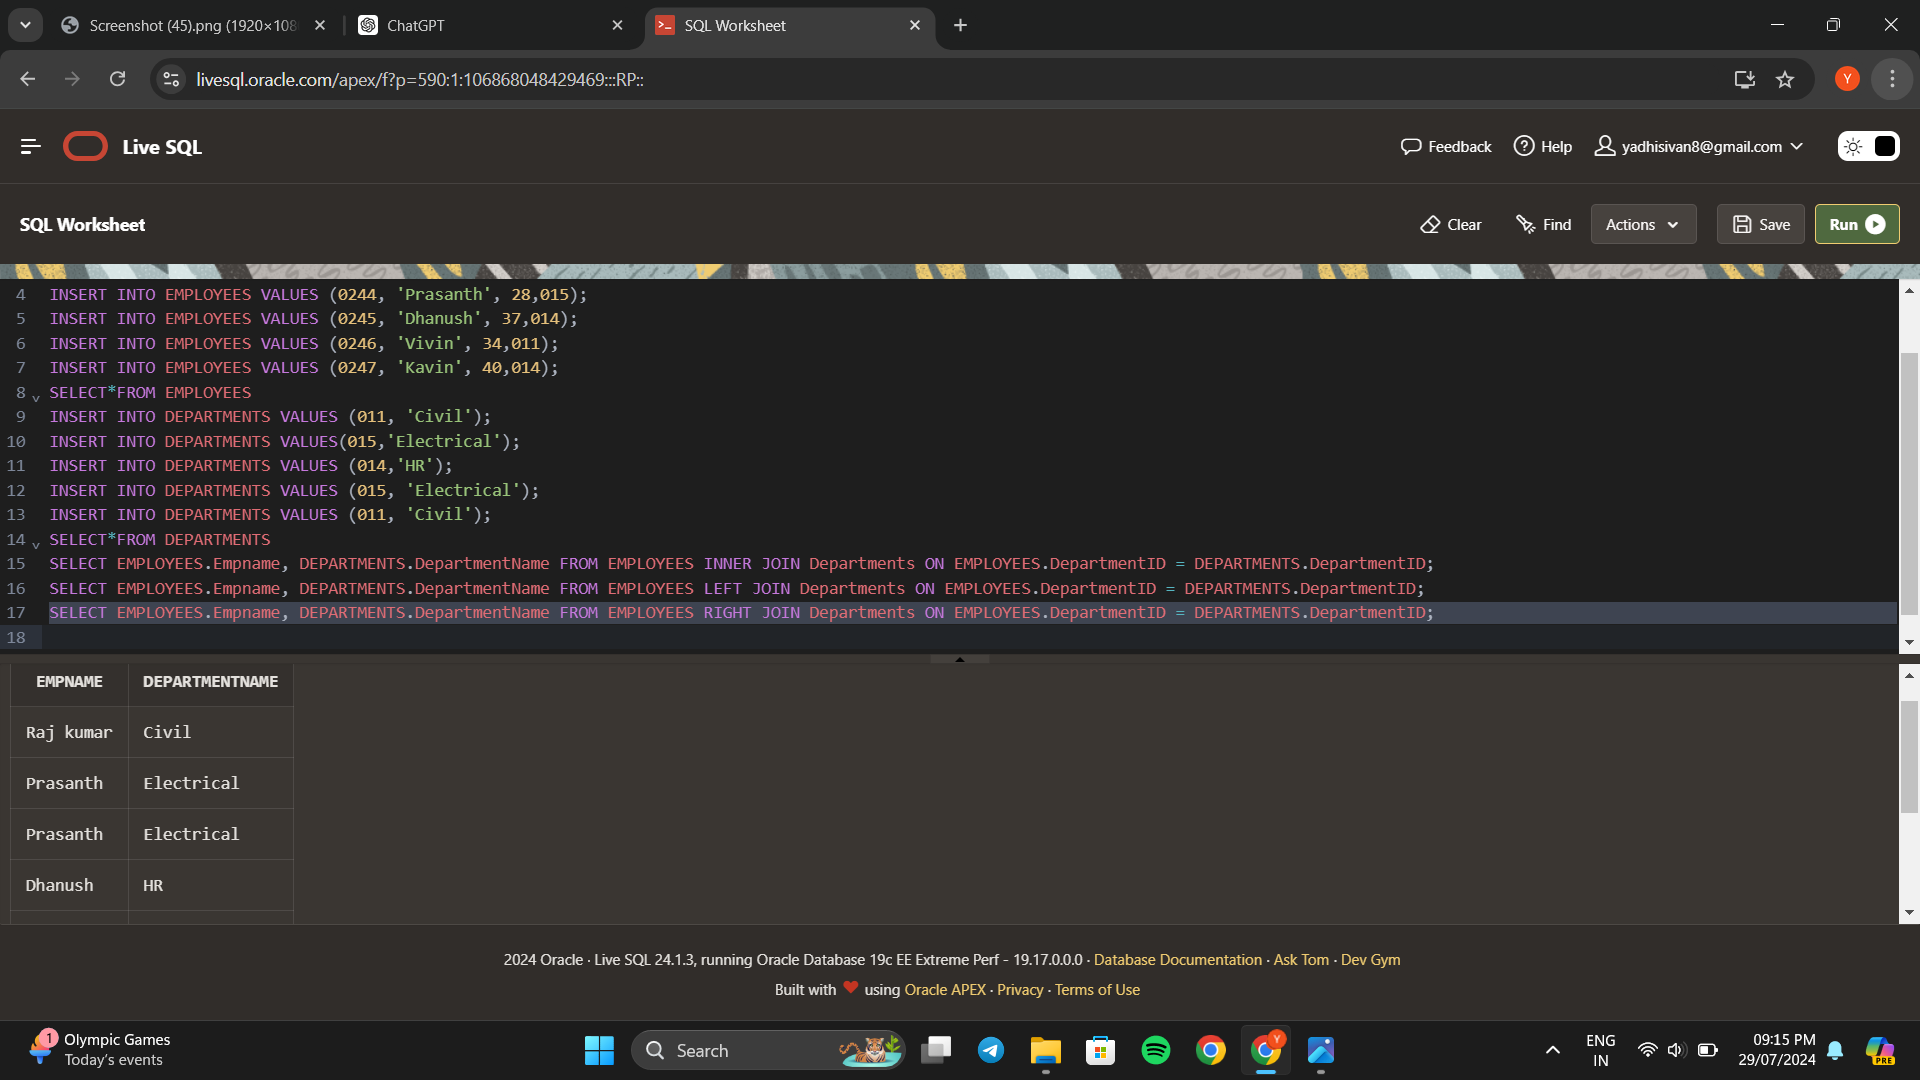 Screenshot (45).png (1920×108
ChatGPT
SQL Worksheet
livesql.oracle.com/apex/f?p=590:1:106868048429469:::RP::
Y
Live SQL
Feedback
Help
yadhisivan8@gmail.com
SQL Worksheet
Clear
Find
Actions
Save
Run
4 INSERT INTO EMPLOYEES VALUES (0244, 'Prasanth', 28,015);
5 INSERT INTO EMPLOYEES VALUES (0245, 'Dhanush', 37,014);
6 INSERT INTO EMPLOYEES VALUES (0246, 'Vivin', 34,011);
7 INSERT INTO EMPLOYEES VALUES (0247, 'Kavin', 40,014);
8 SELECT*FROM EMPLOYEES
9 INSERT INTO DEPARTMENTS VALUES (011, 'Civil');
10 INSERT INTO DEPARTMENTS VALUES(015,'Electrical');
11 INSERT INTO DEPARTMENTS VALUES (014,'HR');
12 INSERT INTO DEPARTMENTS VALUES (015, 'Electrical');
13 INSERT INTO DEPARTMENTS VALUES (011, 'Civil');
14 SELECT*FROM DEPARTMENTS
15 SELECT EMPLOYEES.Empname, DEPARTMENTS.DepartmentName FROM EMPLOYEES INNER JOIN Departments ON EMPLOYEES.DepartmentID = DEPARTMENTS.DepartmentID;
16 SELECT EMPLOYEES.Empname, DEPARTMENTS.DepartmentName FROM EMPLOYEES LEFT JOIN Departments ON EMPLOYEES.DepartmentID = DEPARTMENTS.DepartmentID;
17 SELECT EMPLOYEES.Empname, DEPARTMENTS.DepartmentName FROM EMPLOYEES RIGHT JOIN Departments ON EMPLOYEES.DepartmentID = DEPARTMENTS.DepartmentID;
18
EMPNAME DEPARTMENTNAME
Raj kumar Civil
Prasanth Electrical
Prasanth Electrical
Dhanush HR
2024 Oracle · Live SQL 24.1.3, running Oracle Database 19c EE Extreme Perf - 19.17.0.0.0 · Database Documentation · Ask Tom · Dev Gym
Built with ❤ using Oracle APEX · Privacy · Terms of Use
1
Olympic Games
Today's events
Search
Y
ENG
IN
09:15 PM
29/07/2024
PRE